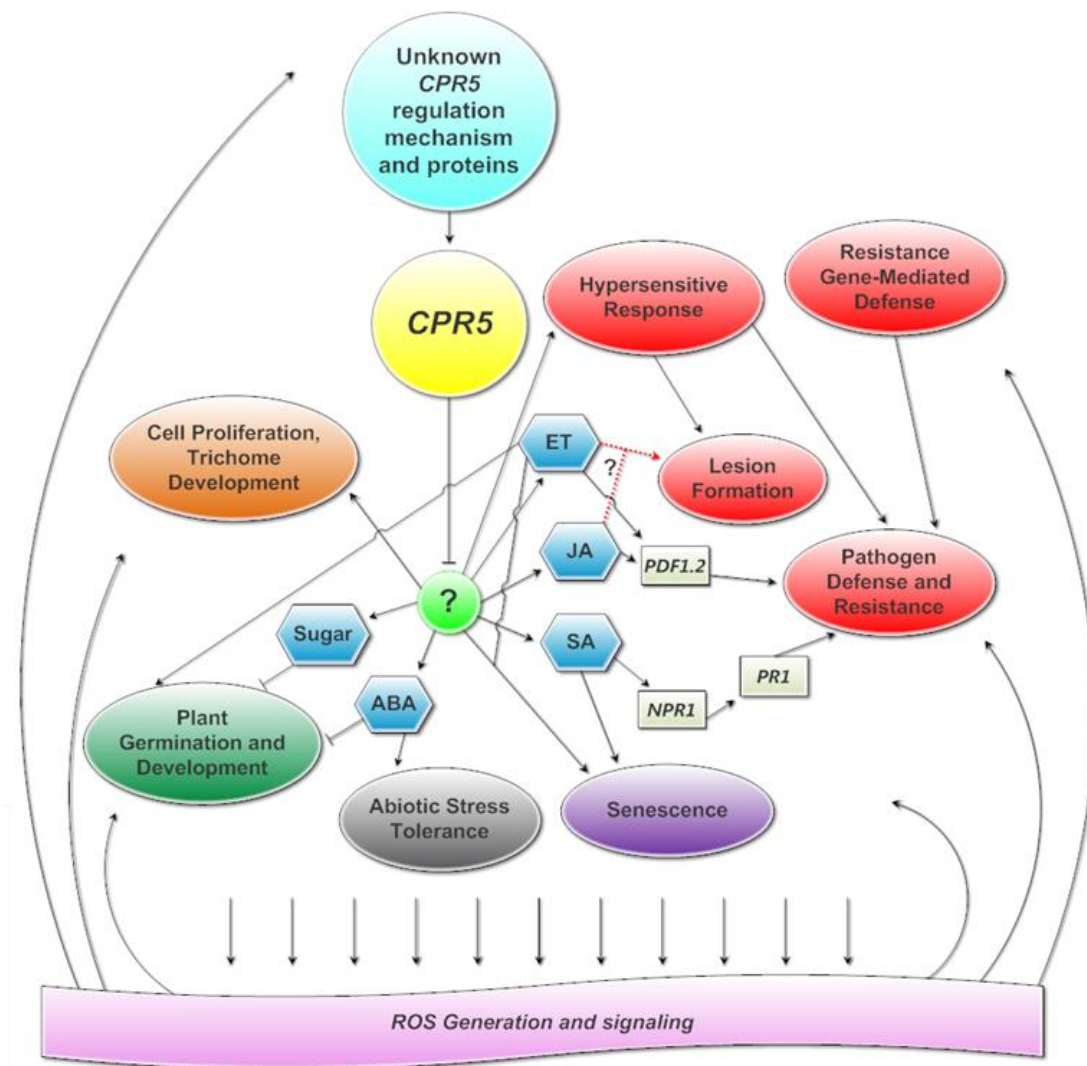 Unknown
CPR5
regulation
mechanism
and proteins
CPR5
Hypersensitive
Response
Resistance
Gene-Mediated
Defense
Cell Proliferation,
Trichome
Development
ET
?
Lesion
Formation
JA
PDF1.2
Pathogen
Defense and
Resistance
?
Sugar
SA
PR1
ABA
NPR1
Plant
Germination and
Development
Abiotic Stress
Tolerance
Senescence
ROS Generation and signaling